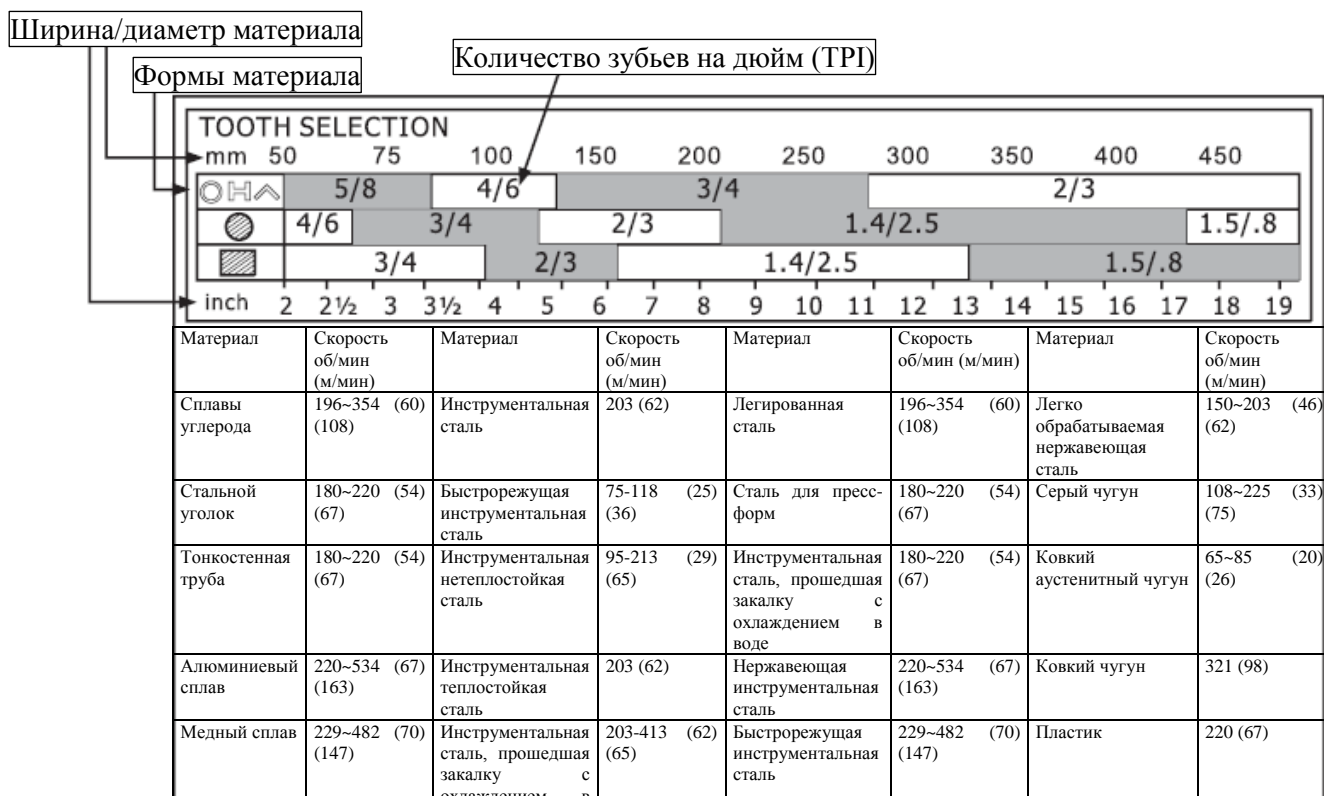 Ширина/диаметр материала
Формы материала
Количество зубьев на дюйм (TPI)
TOOTH SELECTION
mm 50 75 100 150 200 250 300 350 400 450
5/8 4/6 3/4 2/3
4/6 3/4 2/3 1.4/2.5 1.5/.8
3/4 2/3 1.4/2.5 1.5/.8
inch 2 2½ 3 3½ 4 5 6 7 8 9 10 11 12 13 14 15 16 17 18 19
Материал Скорость Материал Скорость Материал Скорость Материал Скорость
об/мин об/мин об/мин (м/мин) об/мин
(м/мин) (м/мин) (м/мин)
Сплавы 196~354 (60) Инструментальная 203 (62) Легированная 196~354 (60) Легко 150~203 (46)
углерода (108) сталь сталь (108) обрабатываемая (62)
нержавеющая
сталь
Стальной 180~220 (54) Быстрорежущая 75-118 (25) Сталь для пресс- 180~220 (54) Серый чугун 108~225 (33)
уголок (67) инструментальная (36) форм (67) (75)
сталь
Тонкостенная 180~220 (54) Инструментальная 95-213 (29) Инструментальная 180~220 (54) Ковкий 65~85 (20)
труба (67) нетеплостойкая (65) сталь, прошедшая (67) аустенитный чугун (26)
сталь закалку с
охлаждением в
воде
Алюминиевый 220~534 (67) Инструментальная 203 (62) Нержавеющая 220~534 (67) Ковкий чугун 321 (98)
сплав (163) теплостойкая инструментальная (163)
сталь сталь
Медный сплав 229~482 (70) Инструментальная 203-413 (62) Быстрорежущая 229~482 (70) Пластик 220 (67)
(147) сталь, прошедшая (65) инструментальная (147)
закалку с сталь
охлаждением в